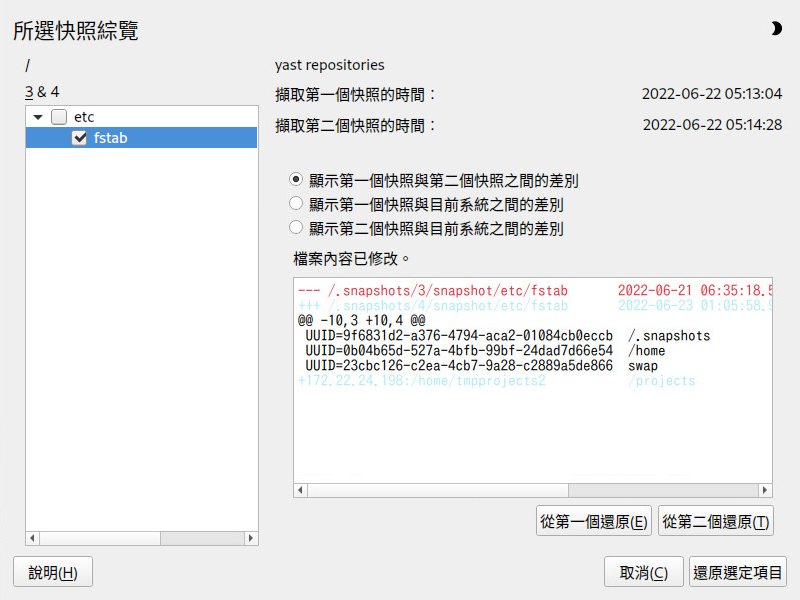 所選快照綜覽
/
3 & 4
etc
fstab
yast repositories
擷取第一個快照的時間： 2022-06-22 05:13:04
擷取第二個快照的時間： 2022-06-22 05:14:28
顯示第一個快照與第二個快照之間的差別
顯示第一個快照與目前系統之間的差別
顯示第二個快照與目前系統之間的差別
檔案內容已修改。
--- /.snapshots/3/snapshot/etc/fstab 2022-06-21 06:35:18.5
+++ /.snapshots/4/snapshot/etc/fstab 2022-06-23 01:05:58.9
@@ -10,3 +10,4 @@
UUID=9f6831d2-a376-4794-aca2-01084cb0eccb /.snapshots
UUID=0b04b65d-527a-4bfb-99bf-24dad7d66e54 /home
UUID=23cbc126-c2ea-4cb7-9a28-c2889a5de866 swap
+172.22.24.198:/home/tmpprojects2 /projects
從第一個還原(E) 從第二個還原(T)
說明(H) 取消(C) 還原選定項目